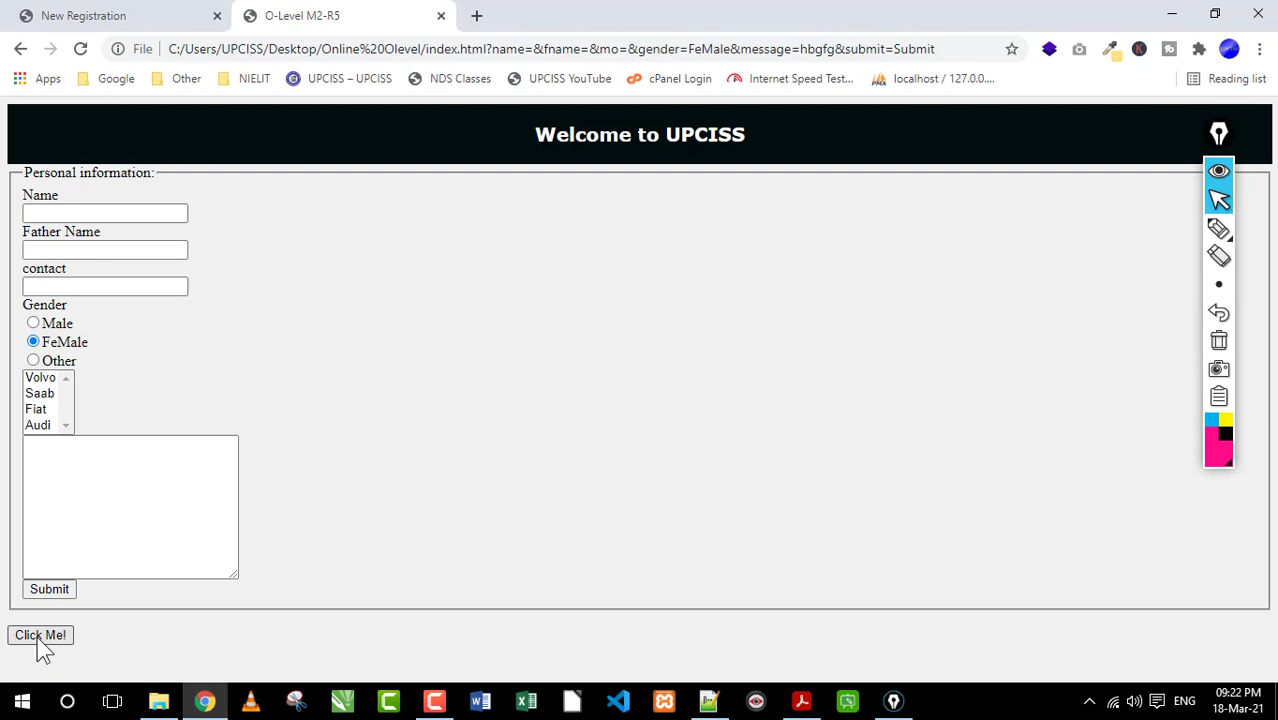 New Registration
O-Level M2-R5
File
C:/Users/UPCISS/Desktop/Online%20Olevel/index.html?name=&fname=&mo=&gender=FeMale&message=hbgfg&submit=Submit
Apps
Google
Other
NIELIT
UPCISS – UPCISS
NDS Classes
UPCISS YouTube
cPanel Login
Internet Speed Test...
localhost / 127.0.0....
Reading list
Welcome to UPCISS
Personal information:
Name
Father Name
contact
Gender
Male
FeMale
Other
Volvo
Saab
Fiat
Audi
Submit
Click Me!
ENG
09:22 PM
18-Mar-21